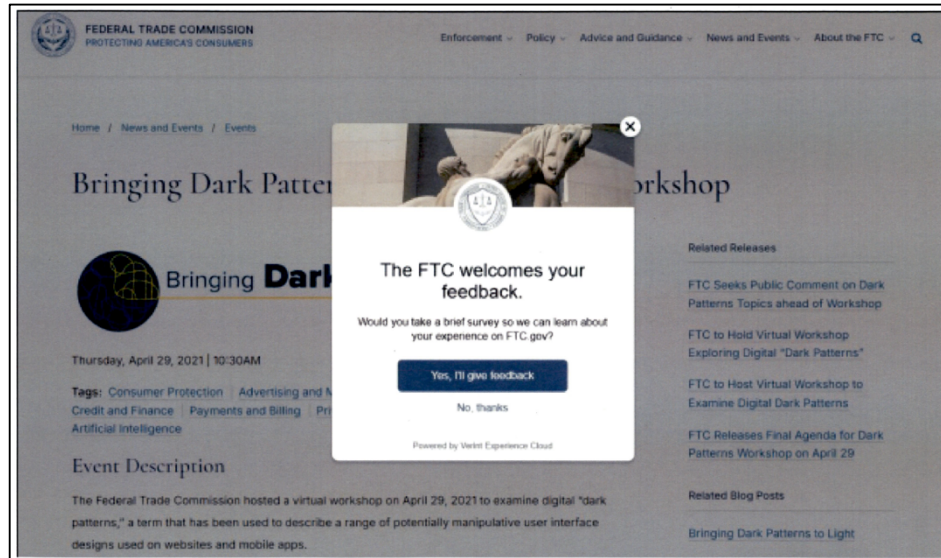 FEDERAL TRADE COMMISSION
PROTECTING AMERICA'S CONSUMERS
Enforcement Policy Advice and Guidance News and Events About the FTC
Home / News and Events / Events
Bringing Dark Patter
orkshop
Bringing Dark
Thursday, April 29, 2021 | 10:30AM
Tags: Consumer Protection | Advertising and M
Credit and Finance | Payments and Billing | Pri
Artificial Intelligence
Event Description
The Federal Trade Commission hosted a virtual workshop on April 29, 2021 to examine digital "dark
patterns," a term that has been used to describe a range of potentially manipulative user interface
designs used on websites and mobile apps.
The FTC welcomes your
feedback.
Would you take a brief survey so we can learn about
your experience on FTC.gov?
Yes, I'll give feedback
No, thanks
Powered by Verint Experience Cloud
Related Releases
FTC Seeks Public Comment on Dark
Patterns Topics ahead of Workshop
FTC to Hold Virtual Workshop
Exploring Digital "Dark Patterns"
FTC to Host Virtual Workshop to
Examine Digital Dark Patterns
FTC Releases Final Agenda for Dark
Patterns Workshop on April 29
Related Blog Posts
Bringing Dark Patterns to Light